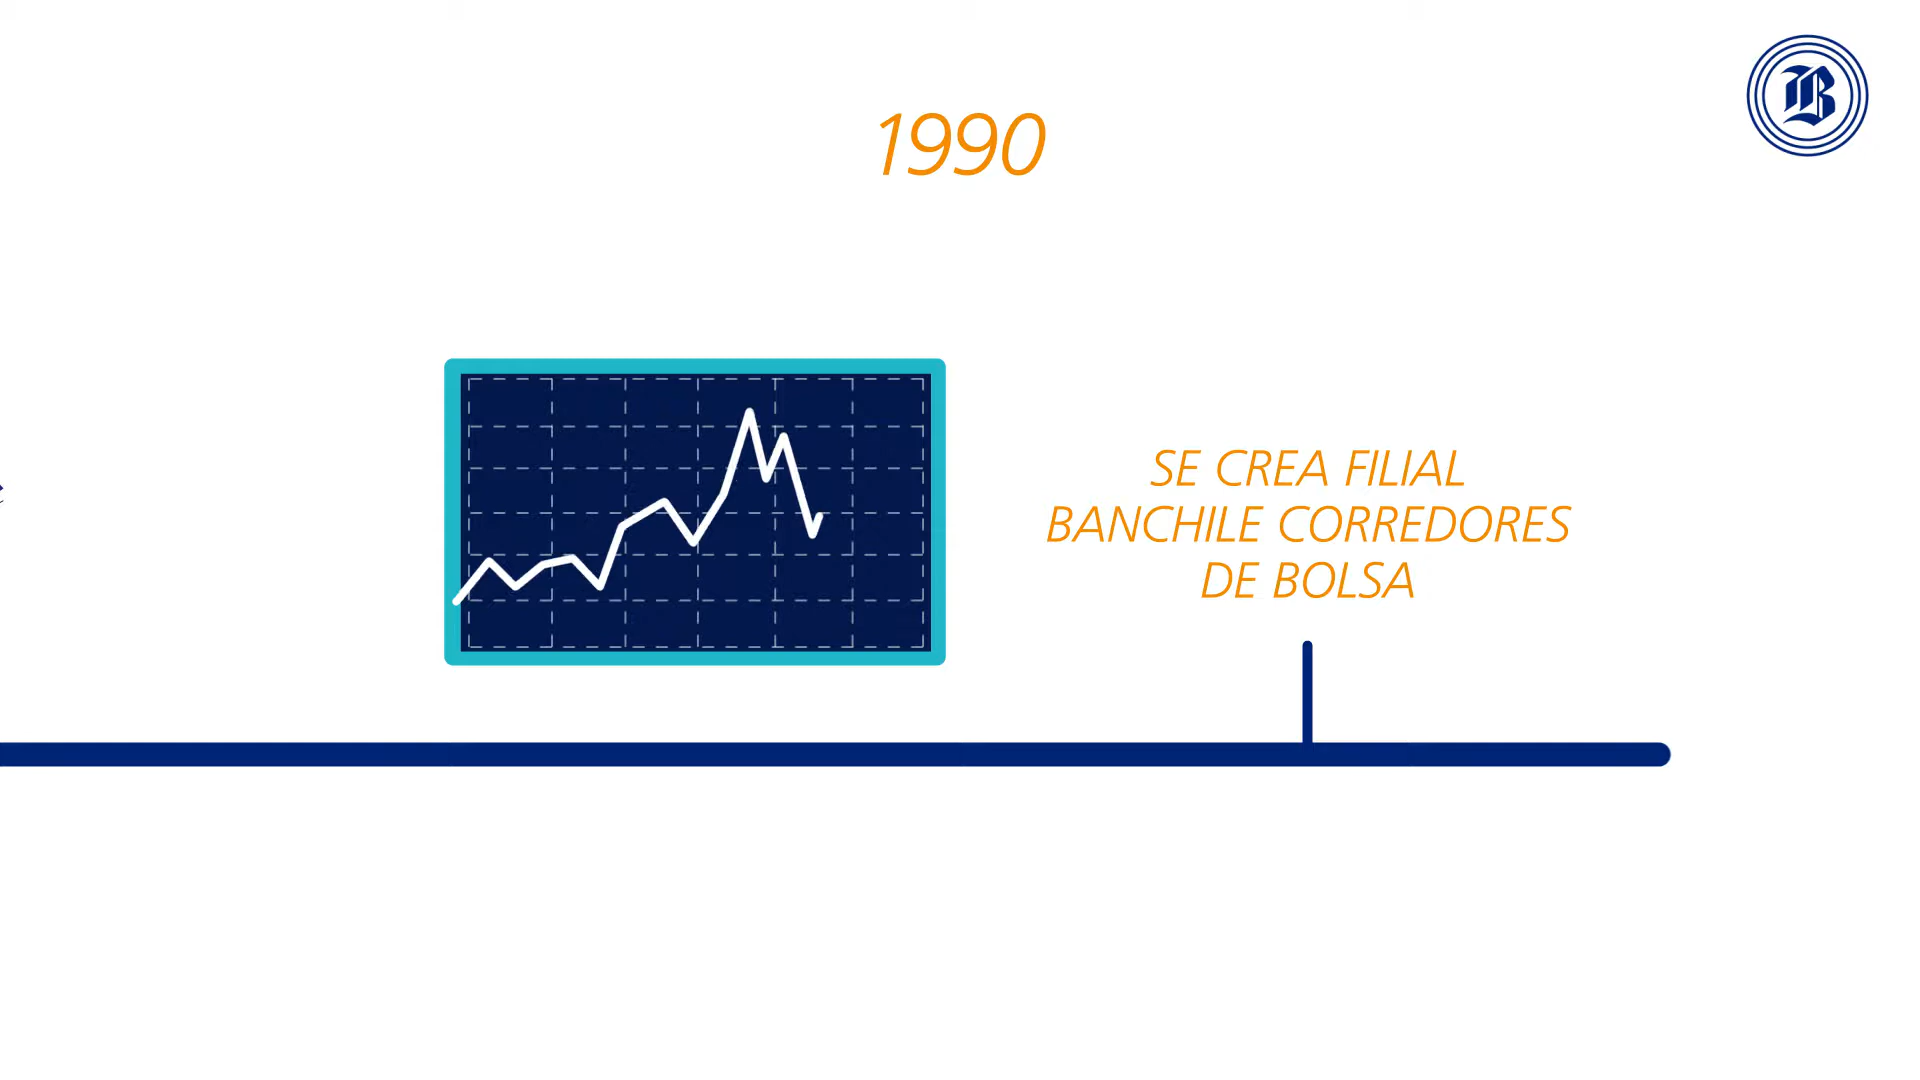 1990
B
SE CREA FILIAL
BANCHILE CORREDORES
DE BOLSA